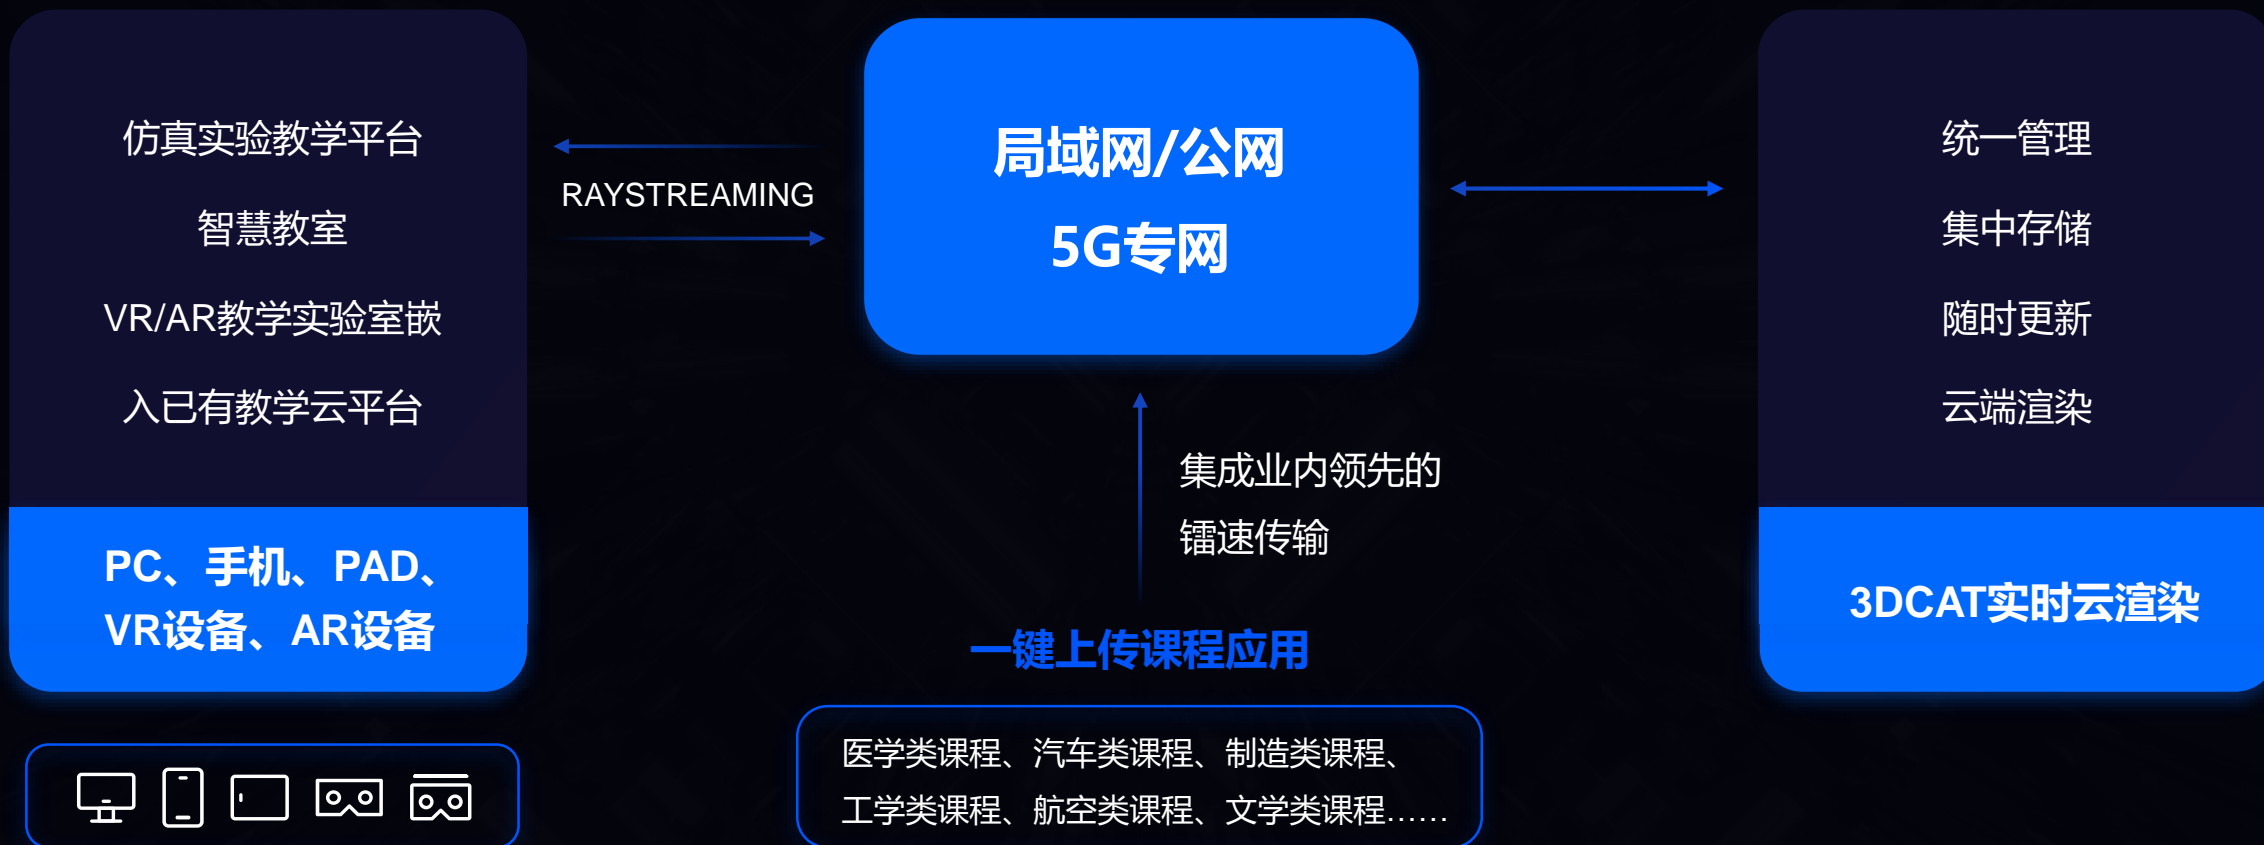 仿真实验教学平台
智慧教室
VR/AR教学实验室嵌
入已有教学云平台
PC、手机、PAD、
VR设备、AR设备
RAYSTREAMING
局域网/公网
5G专网
集成业内领先的
镭速传输
一键上传课程应用
医学类课程、汽车类课程、制造类课程、
工学类课程、航空类课程、文学类课程……
统一管理
集中存储
随时更新
云端渲染
3DCAT实时云渲染